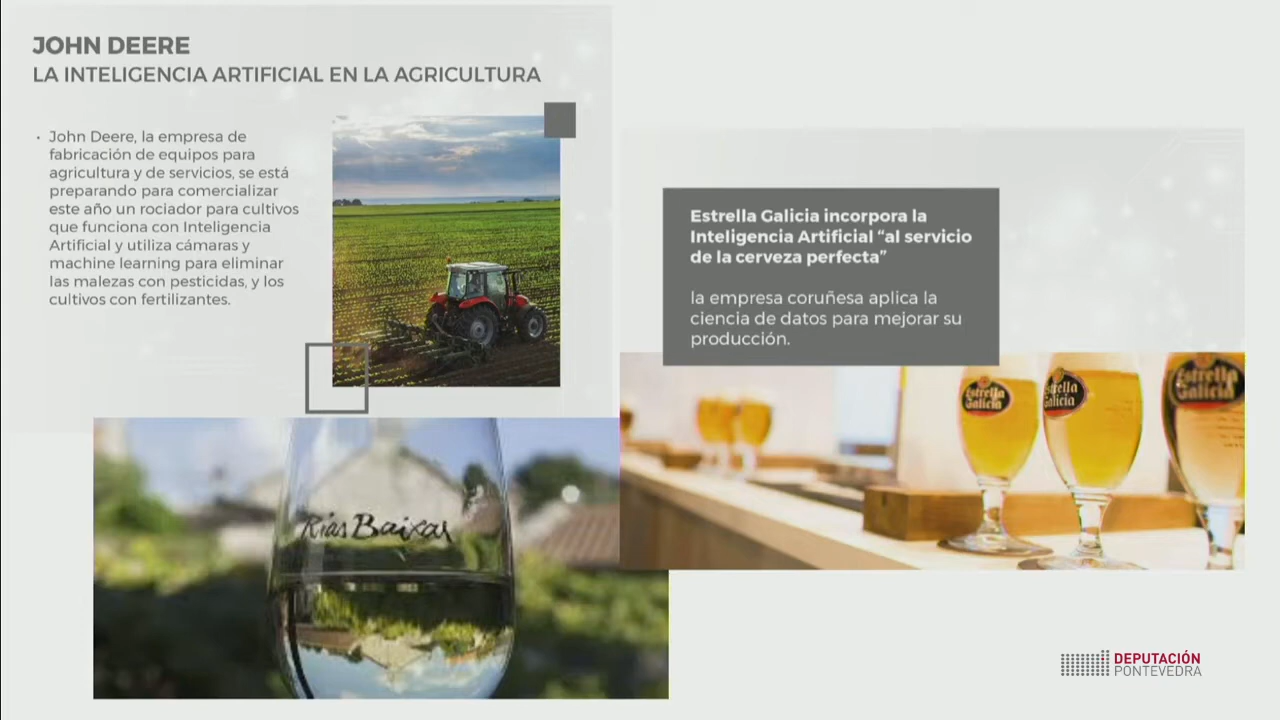 JOHN DEERE
LA INTELIGENCIA ARTIFICIAL EN LA AGRICULTURA
• John Deere, la empresa de
fabricación de equipos para
agricultura y de servicios, se está
preparando para comercializar
este año un rociador para cultivos
que funciona con Inteligencia
Artificial y utiliza cámaras y
machine learning para eliminar
las malezas con pesticidas, y los
cultivos con fertilizantes.
Estrella Galicia incorpora la
Inteligencia Artificial “al servicio
de la cerveza perfecta”
la empresa coruñesa aplica la
ciencia de datos para mejorar su
producción.
Estrella
Galicia
Estrella
Galicia
Estrella
Galicia
Rías Baixas
DEPUTACIÓN
PONTEVEDRA